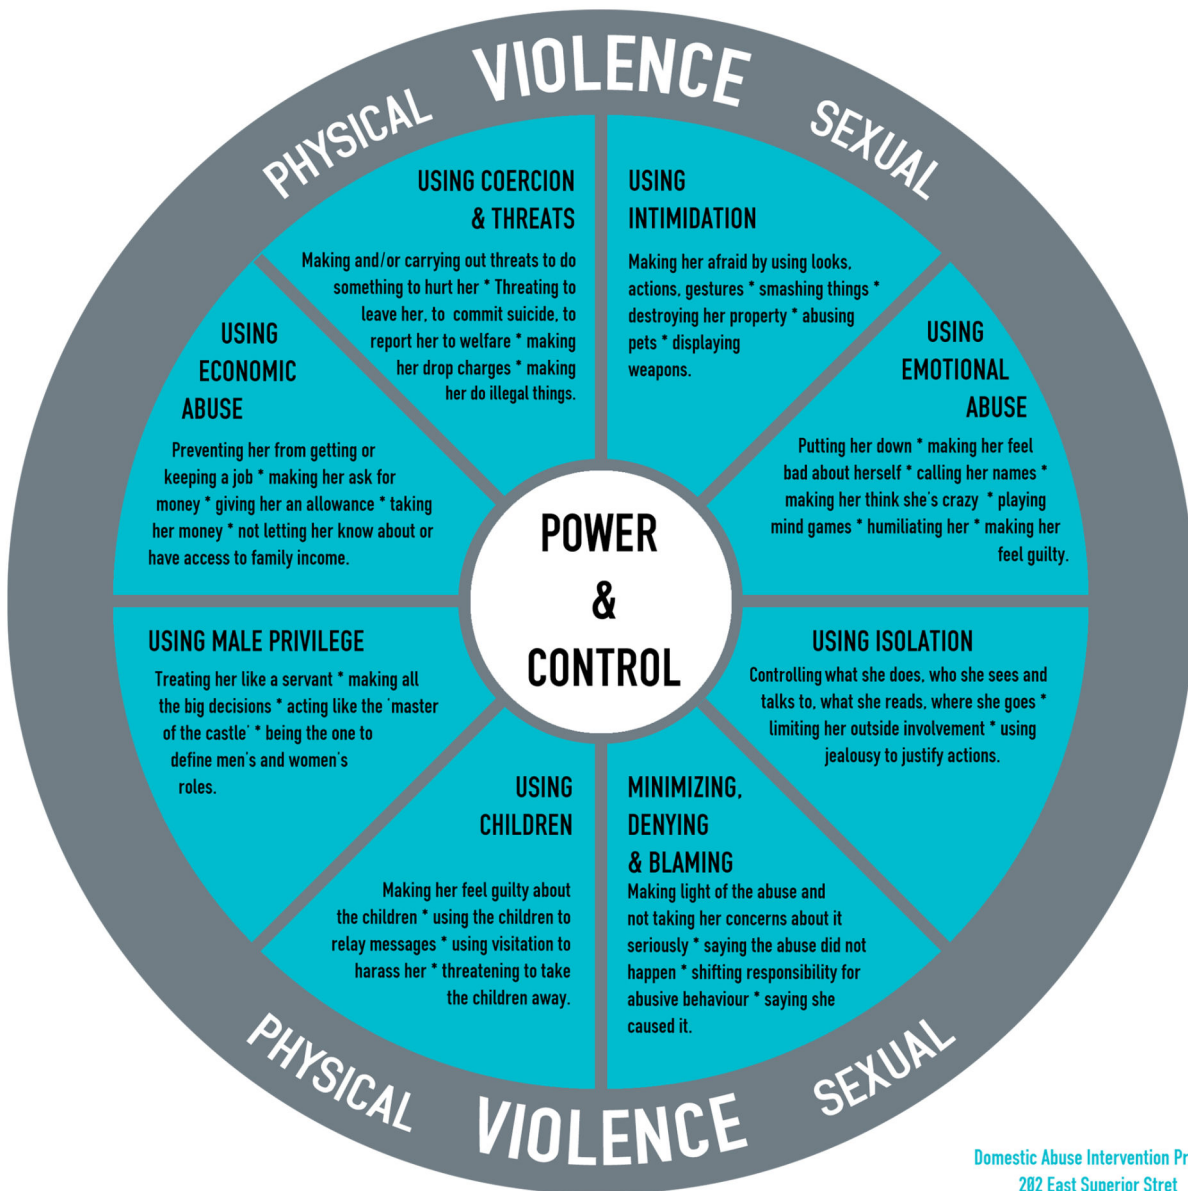 PHYSICAL VIOLENCE SEXUAL
USING COERCION
& THREATS
Making and/or carrying out threats to do
something to hurt her * Threating to
leave her, to commit suicide, to
report her to welfare * making
her drop charges * making
her do illegal things.
USING
INTIMIDATION
Making her afraid by using looks,
actions, gestures * smashing things *
destroying her property * abusing
pets * displaying
weapons.
USING
ECONOMIC
ABUSE
Preventing her from getting or
keeping a job * making her ask for
money * giving her an allowance * taking
her money * not letting her know about or
have access to family income.
USING
EMOTIONAL
ABUSE
Putting her down * making her feel
bad about herself * calling her names *
making her think she's crazy * playing
mind games * humiliating her * making her
feel guilty.
POWER
&
CONTROL
USING MALE PRIVILEGE
Treating her like a servant * making all
the big decisions * acting like the 'master
of the castle' * being the one to
define men's and women's
roles.
USING ISOLATION
Controlling what she does, who she sees and
talks to, what she reads, where she goes *
limiting her outside involvement * using
jealousy to justify actions.
USING
CHILDREN
Making her feel guilty about
the children * using the children to
relay messages * using visitation to
harass her * threatening to take
the children away.
MINIMIZING,
DENYING
& BLAMING
Making light of the abuse and
not taking her concerns about it
seriously * saying the abuse did not
happen * shifting responsibility for
abusive behaviour * saying she
caused it.
PHYSICAL VIOLENCE SEXUAL
Domestic Abuse Intervention
202 East Superior Stret